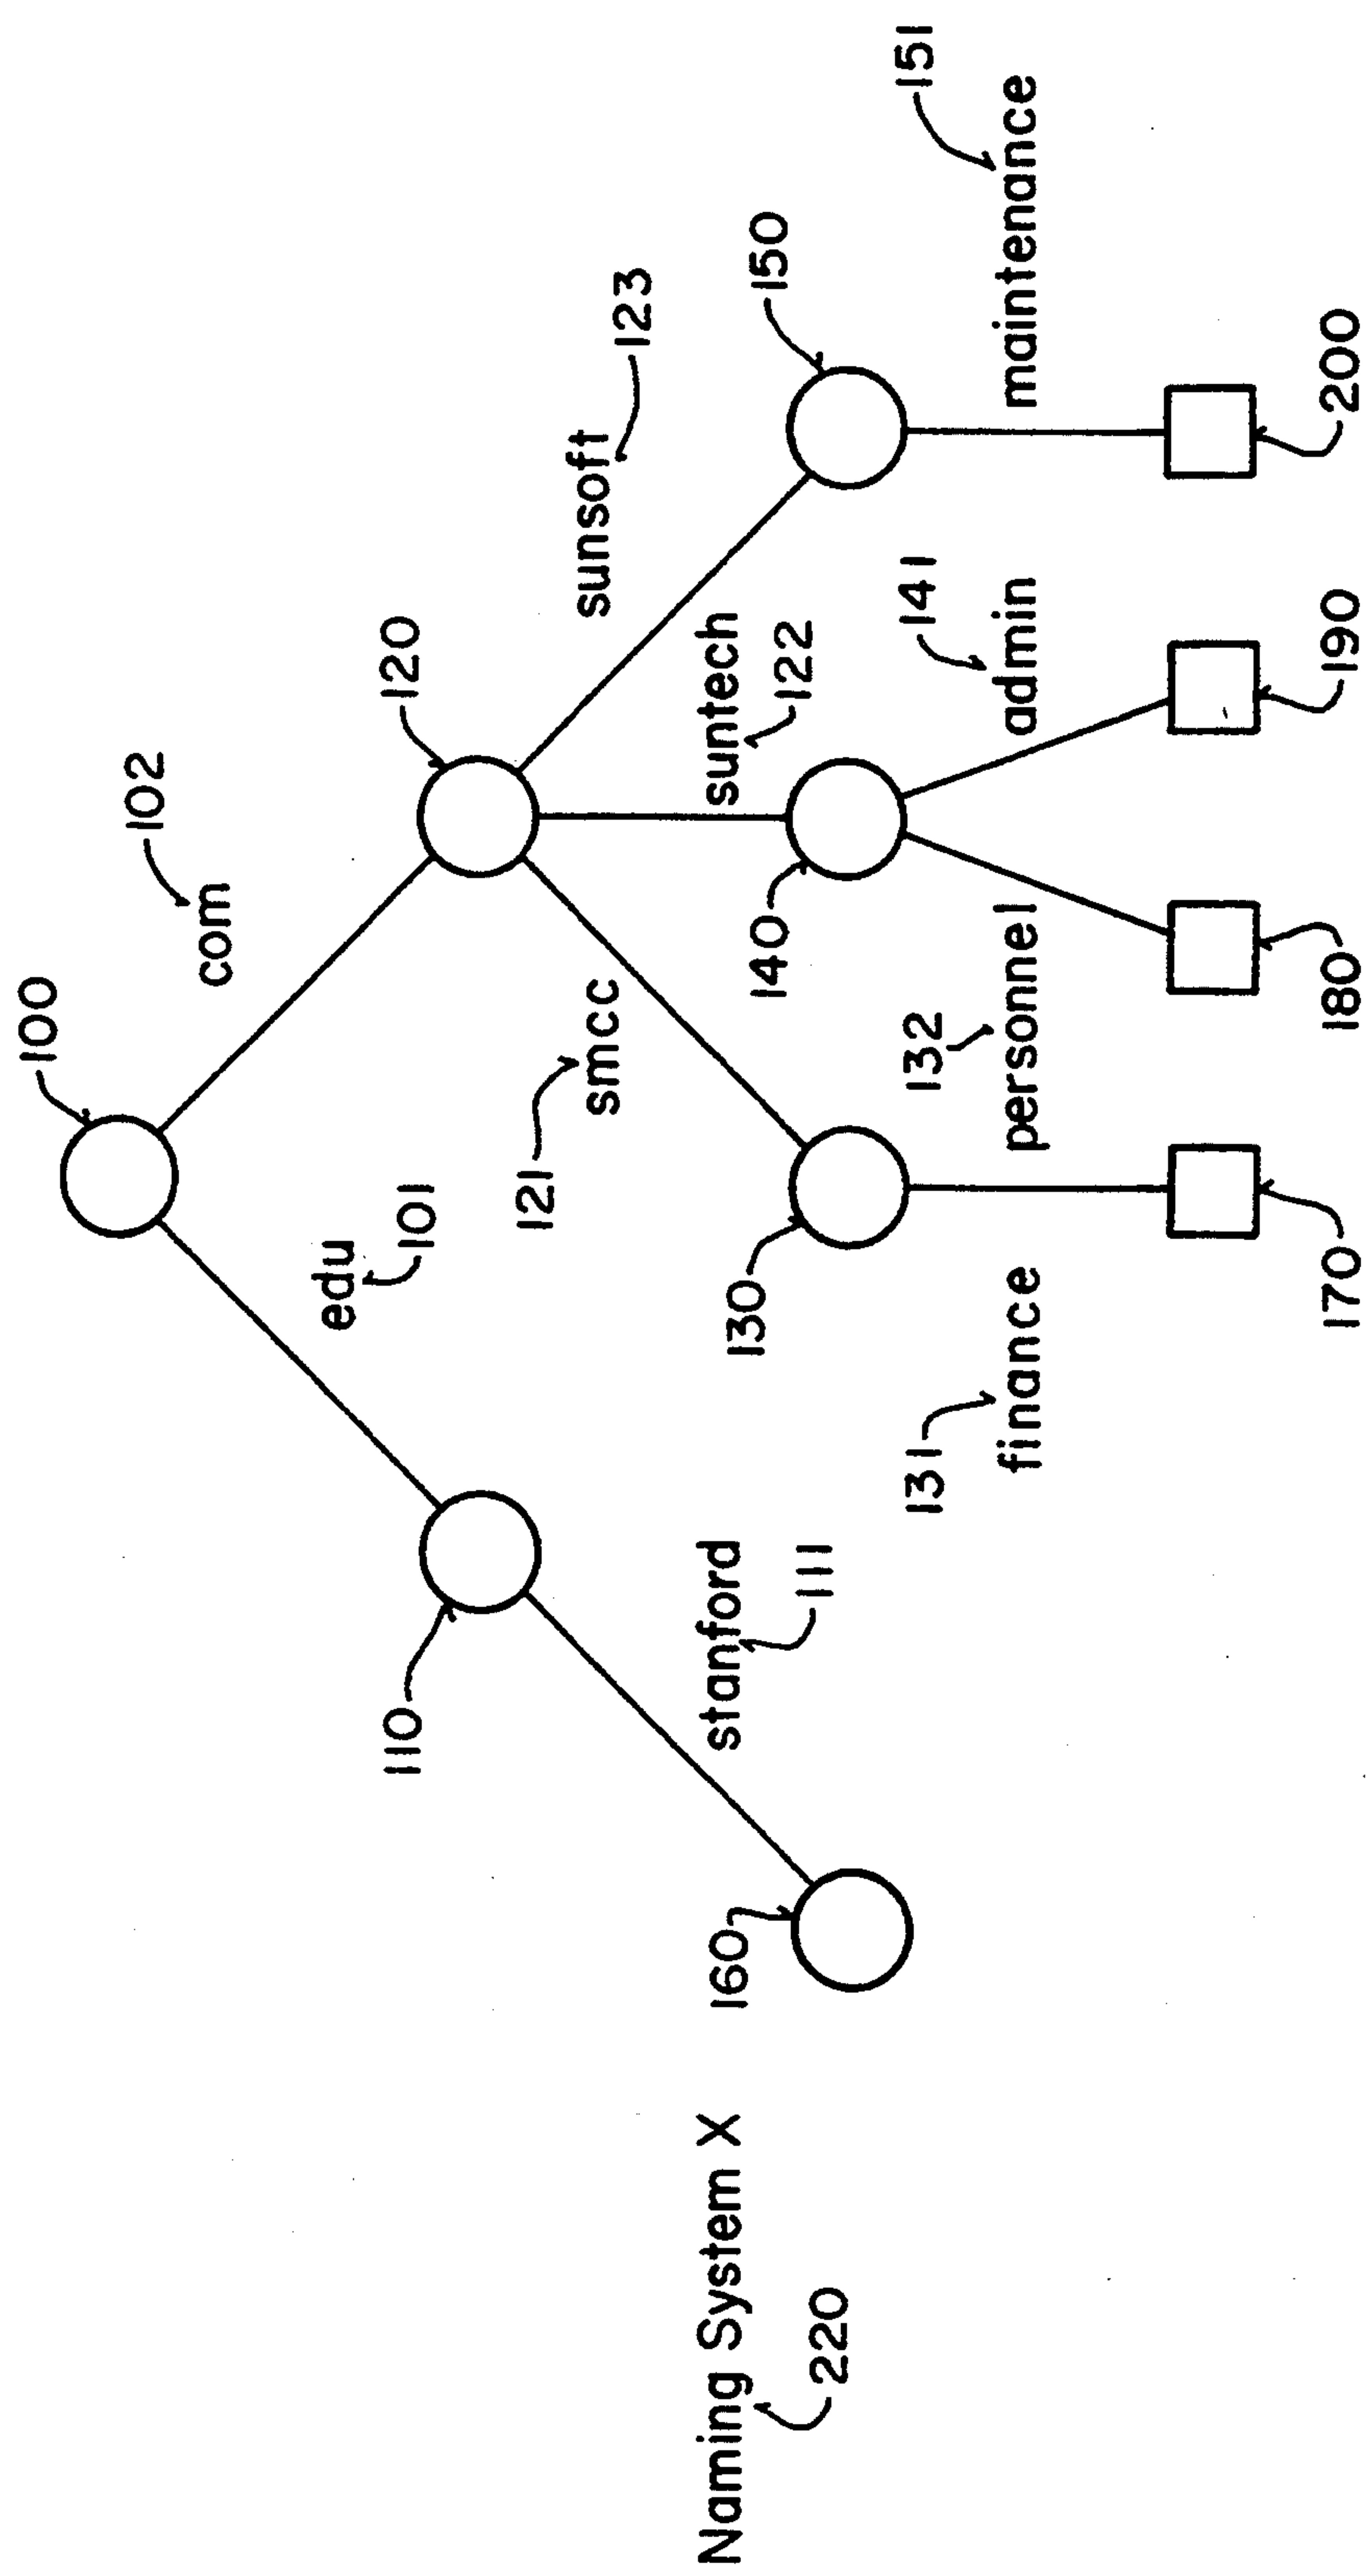 100
102
com
edu
101
110
120
121
smcc
sunsoft
123
Naming System X
220
160
stanford
111
130
140
suntech
122
150
131
132
141
151
finance
personnel
admin
maintenance
170
180
190
200